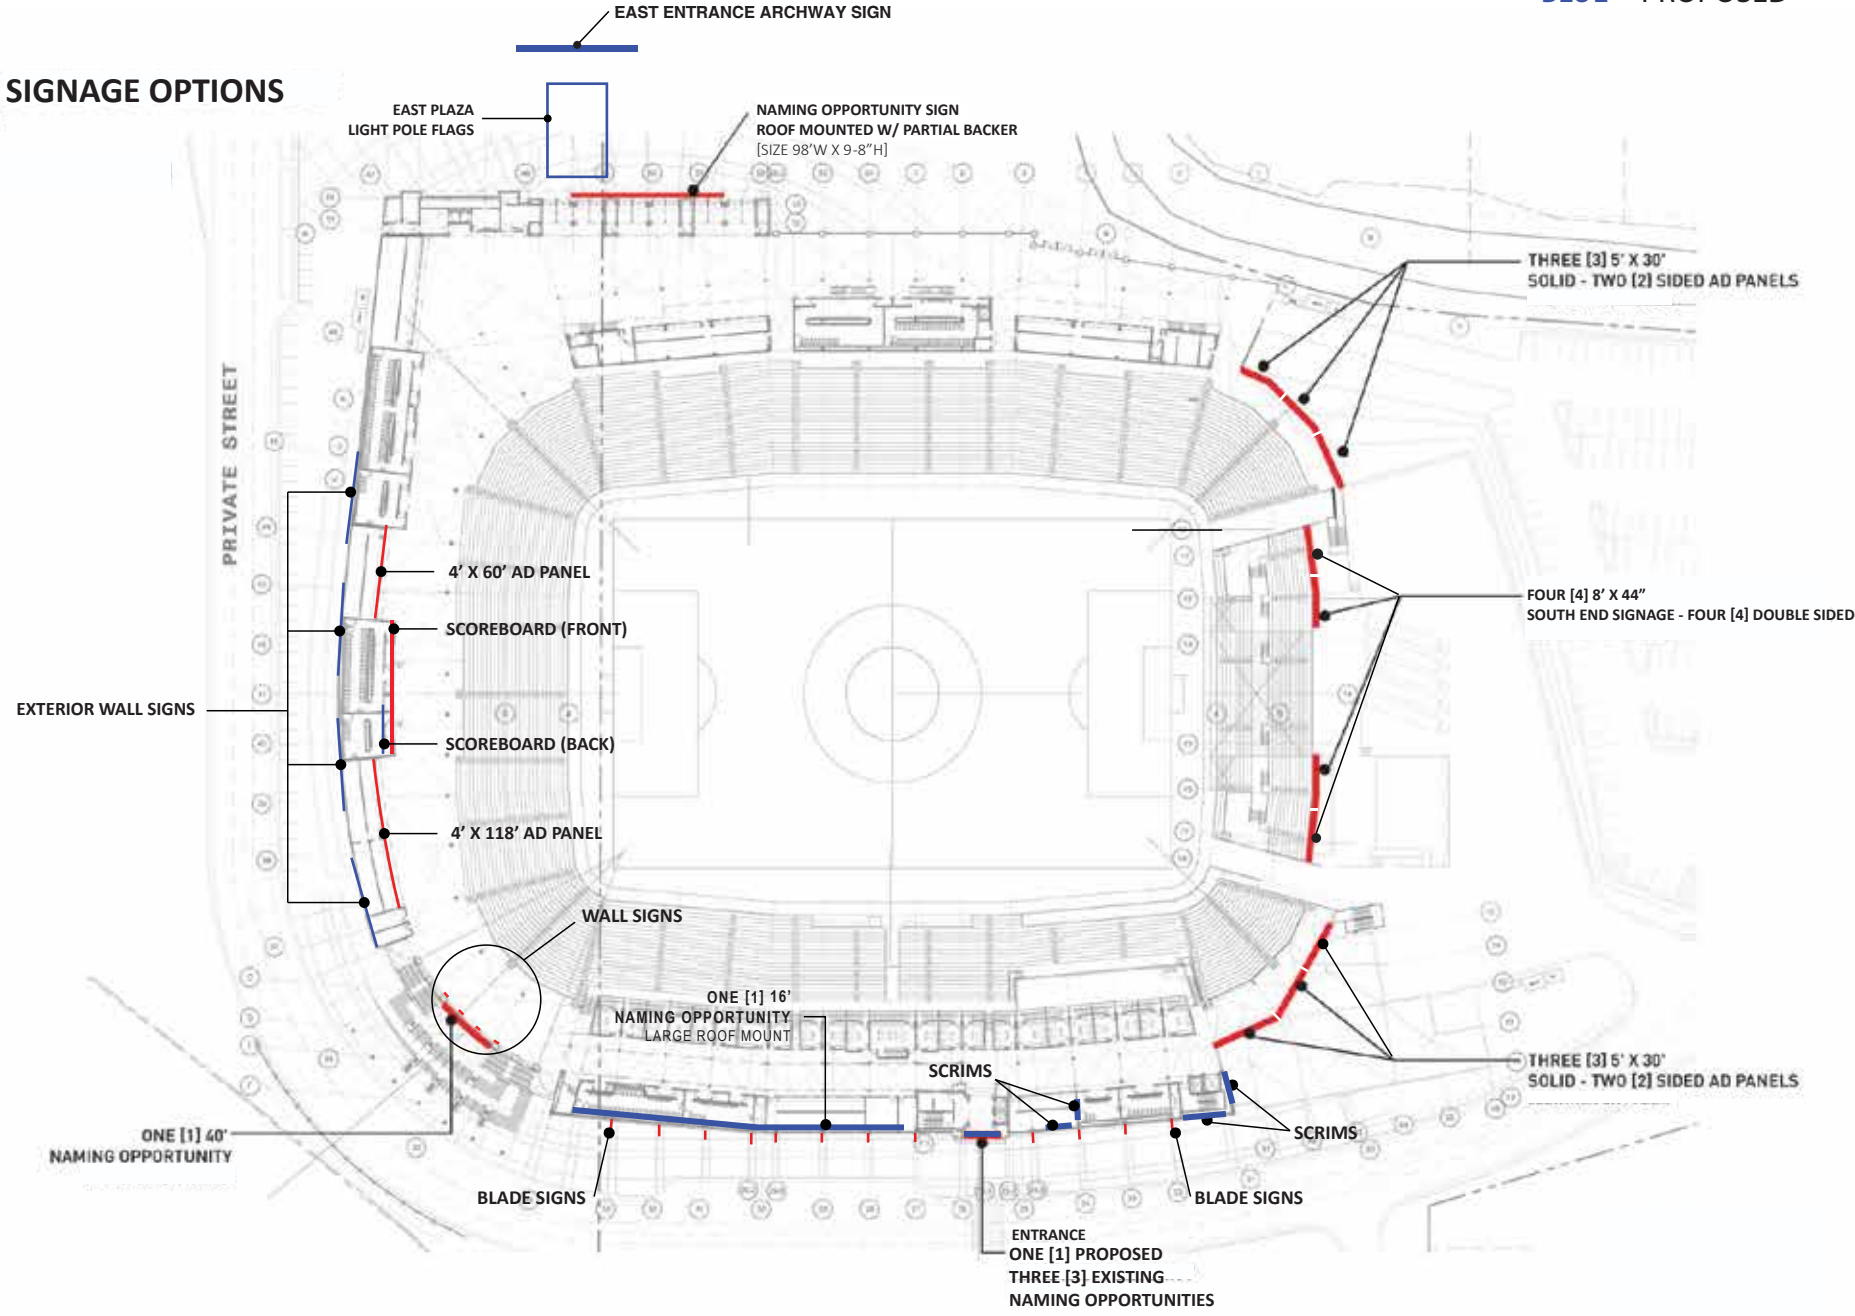 EAST ENTRANCE ARCHWAY SIGN
BLUE - PROPOSED
SIGNAGE OPTIONS
EAST PLAZA
LIGHT POLE FLAGS
NAMING OPPORTUNITY SIGN
ROOF MOUNTED W/ PARTIAL BACKER
[SIZE 98'W X 9-8"H]
THREE [3] 5' X 30'
SOLID - TWO [2] SIDED AD PANELS
PRIVATE STREET
4' X 60' AD PANEL
SCOREBOARD (FRONT)
FOUR [4] 8' X 44"
SOUTH END SIGNAGE - FOUR [4] DOUBLE SIDED
EXTERIOR WALL SIGNS
SCOREBOARD (BACK)
4' X 118' AD PANEL
WALL SIGNS
ONE [1] 16'
NAMING OPPORTUNITY
LARGE ROOF MOUNT
SCRIMS
THREE [3] 5' X 30'
SOLID - TWO [2] SIDED AD PANELS
ONE [1] 40'
NAMING OPPORTUNITY
SCRIMS
BLADE SIGNS
BLADE SIGNS
ENTRANCE
ONE [1] PROPOSED
THREE [3] EXISTING
NAMING OPPORTUNITIES